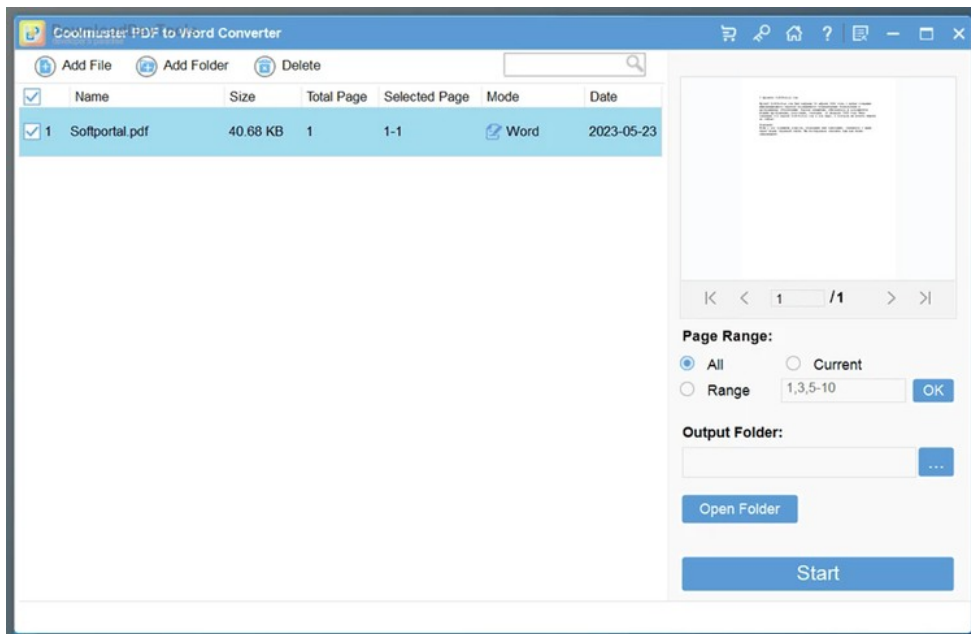 Coolmuster PDF to Word Converter
Add File Add Folder Delete
Name Size Total Page Selected Page Mode Date
1 Softportal.pdf 40.68 KB 1 1-1 Word 2023-05-23
1 /1
Page Range:
All Current
Range 1,3,5-10 OK
Output Folder:
...
Open Folder
Start